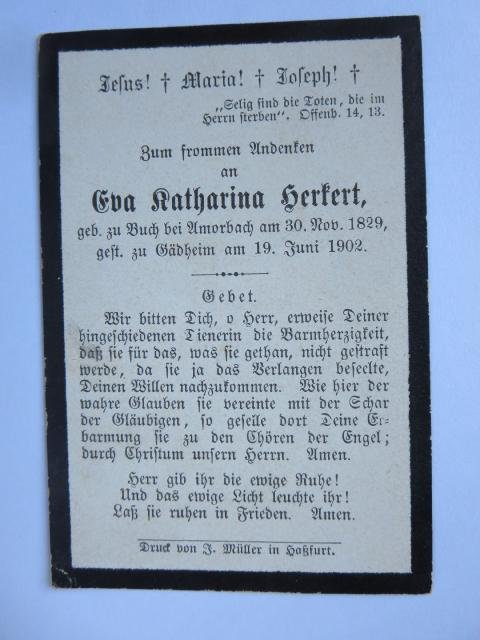 Jesus! † Maria! † Joseph! †
„Selig sind die Toten, die im
Herrn sterben“. Offenb. 14, 13.
Zum frommen Andenken
an
Eva Katharina Herkert,
geb. zu Buch bei Amorbach am 30. Nov. 1829,
gest. zu Gädheim am 19. Juni 1902.
Gebet.
Wir bitten Dich, o Herr, erweise Deiner
hingeschiedenen Tienerin die Barmherzigkeit,
daß sie für das, was sie gethan, nicht gestraft
werde, da sie ja das Verlangen beseelte,
Deinen Willen nachzukommen. Wie hier der
wahre Glauben sie vereinte mit der Schar
der Gläubigen, so geselle dort Deine Er-
barmung sie zu den Chören der Engel;
durch Christum unsern Herrn. Amen.
Herr gib ihr die ewige Ruhe!
Und das ewige Licht leuchte ihr!
Laß sie ruhen in Frieden. Amen.
Druck von J. Müller in Haßfurt.